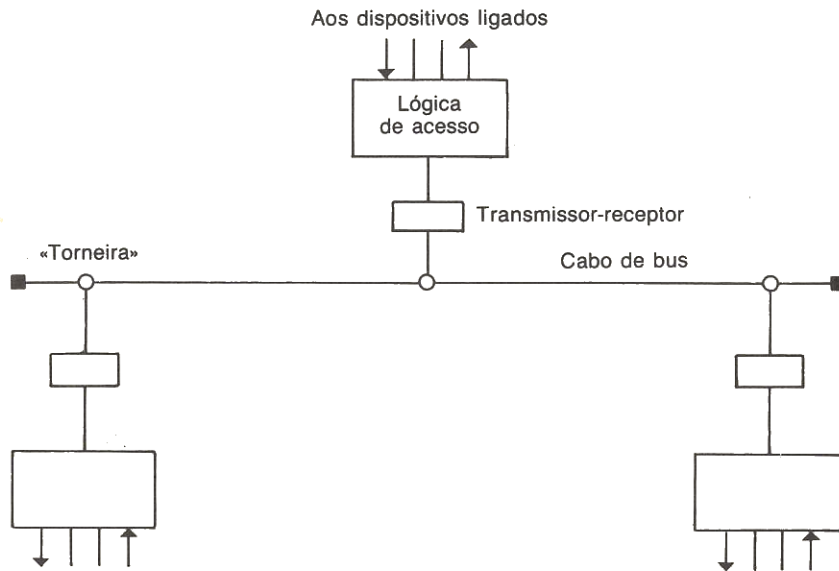 Aos dispositivos ligados
Lógica
de acesso
Transmissor-receptor
«Torneira»
Cabo de bus